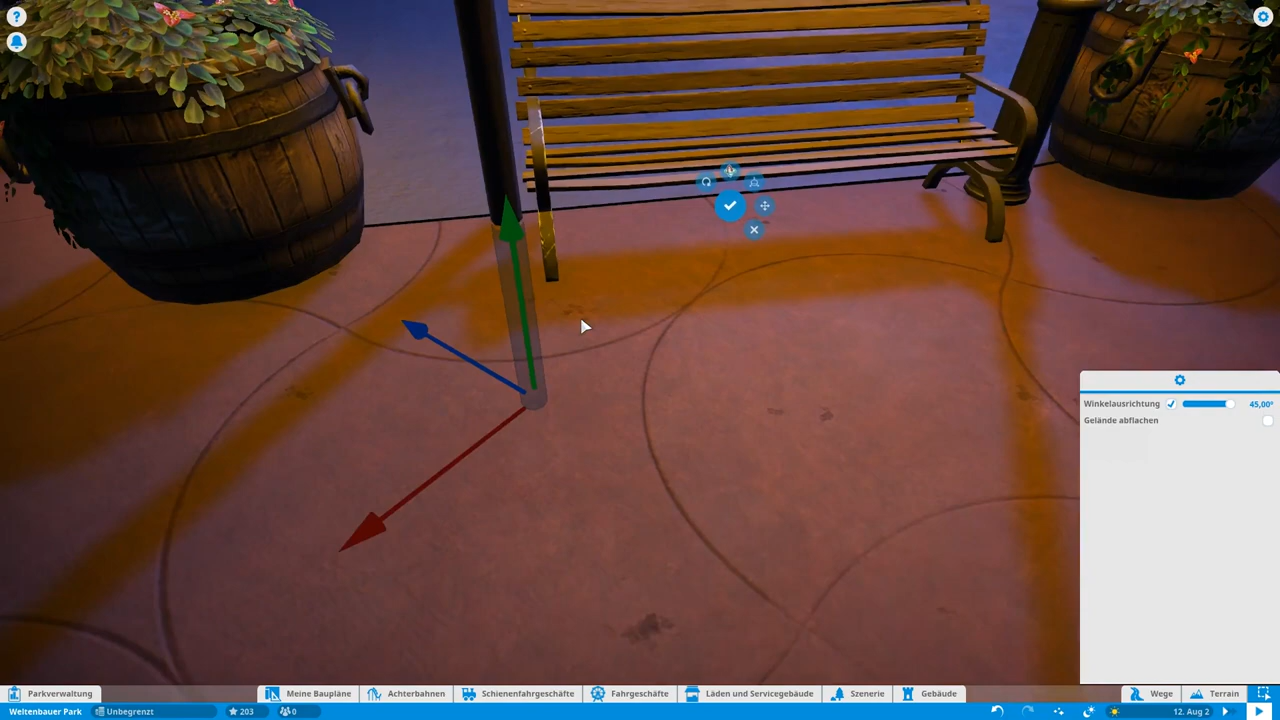 ?
Winkelausrichtung 45,00°
Gelände abflachen
Parkverwaltung Meine Baupläne Achterbahnen Schienenfahrgeschäfte Fahrgeschäfte Läden und Servicegebäude Szenerie Gebäude Wege Terrain
Weltenbauer Park Unbegrenzt 203 0 12. Aug 2